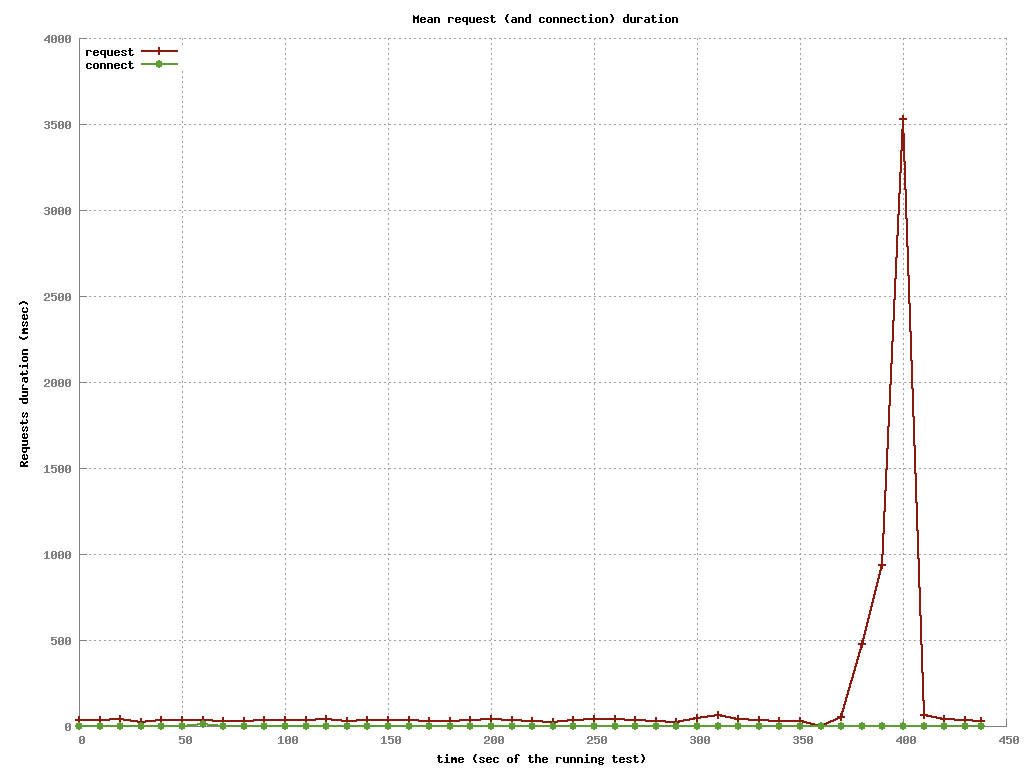 Mean request (and connection) duration
4000
request
connect
3500
3000
2500
2000
1500
1000
500
0
Requests duration (msec)
0 50 100 150 200 250 300 350 400 450
time (sec of the running test)